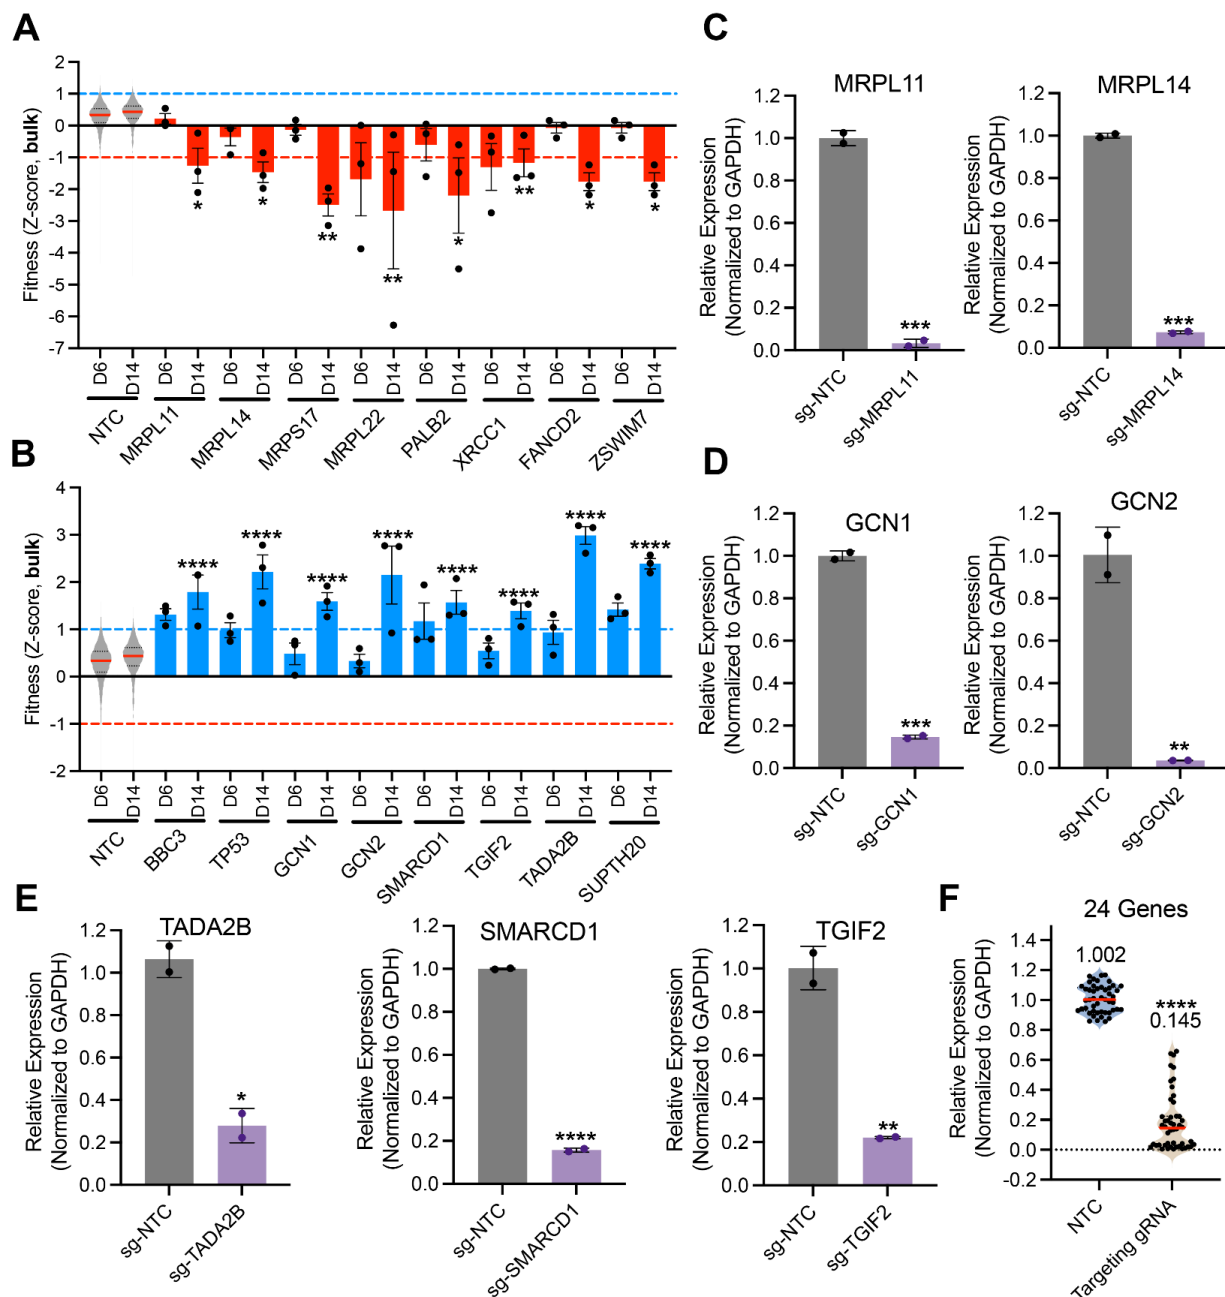 A
Fitness (Z-score, bulk)
2
1
0
-1
-2
-3
-4
-5
-6
-7
*
*
**
**
*
**
*
*
D6
D14
D6
D14
D6
D14
D6
D14
D6
D14
D6
D14
D6
D14
D6
D14
D6
D14
NTC
MRPL11
MRPL14
MRPS17
MRPL22
PALB2
XRCC1
FANCD2
ZSWIM7
B
Fitness (Z-score, bulk)
4
3
2
1
0
-1
-2
****
****
****
****
****
****
****
****
D6
D14
D6
D14
D6
D14
D6
D14
D6
D14
D6
D14
D6
D14
D6
D14
D6
D14
NTC
BBC3
TP53
GCN1
GCN2
SMARCD1
TGIF2
TADA2B
SUPTH20
C
MRPL11
Relative Expression
(Normalized to GAPDH)
1.2
1.0
0.8
0.6
0.4
0.2
0.0
***
sg-NTC
sg-MRPL11
MRPL14
Relative Expression
(Normalized to GAPDH)
1.2
1.0
0.8
0.6
0.4
0.2
0.0
***
sg-NTC
sg-MRPL14
D
GCN1
Relative Expression
(Normalized to GAPDH)
1.2
1.0
0.8
0.6
0.4
0.2
0.0
***
sg-NTC
sg-GCN1
GCN2
Relative Expression
(Normalized to GAPDH)
1.2
1.0
0.8
0.6
0.4
0.2
0.0
**
sg-NTC
sg-GCN2
E
TADA2B
Relative Expression
(Normalized to GAPDH)
1.2
1.0
0.8
0.6
0.4
0.2
0.0
*
sg-NTC
sg-TADA2B
SMARCD1
Relative Expression
(Normalized to GAPDH)
1.2
1.0
0.8
0.6
0.4
0.2
0.0
****
sg-NTC
sg-SMARCD1
TGIF2
Relative Expression
(Normalized to GAPDH)
1.2
1.0
0.8
0.6
0.4
0.2
0.0
**
sg-NTC
sg-TGIF2
F
24 Genes
Relative Expression
(Normalized to GAPDH)
1.4
1.2
1.0
0.8
0.6
0.4
0.2
0.0
-0.2
1.002
****
0.145
NTC
Targeting gRNA